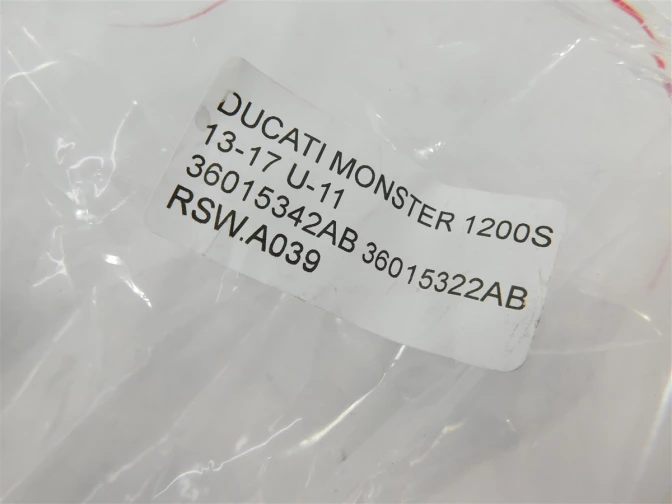 DUCATI MONSTER 1200S
13-17 U-11
36015342AB 36015322AB
RSW.A039